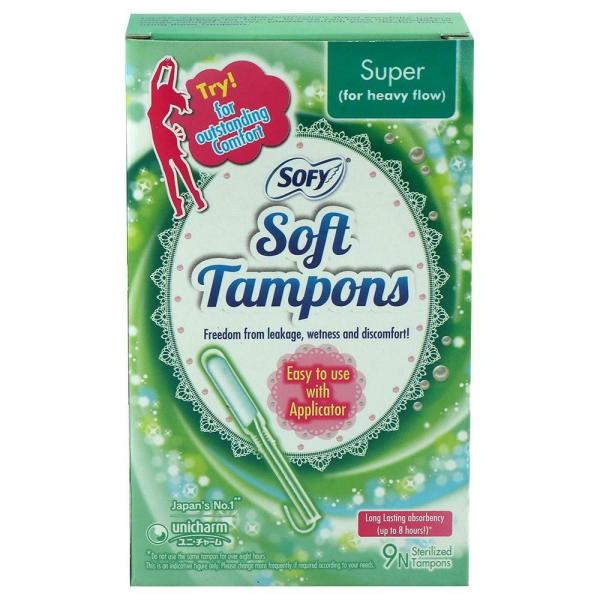 Super
(for heavy flow)
Try!
for
outstanding
Comfort
SOFY®
Soft
Tampons
Freedom from leakage, wetness and discomfort!
Easy to use
with
Applicator
Japan's No.1**
unicharm
ユニ・チャーム
Long Lasting absorbency
(up to 8 hours!)*
9N Sterilized
Tampons
* Do not use the same tampon for over eight hours
This is an indicative figure only. Please change more frequently if required according to your needs.